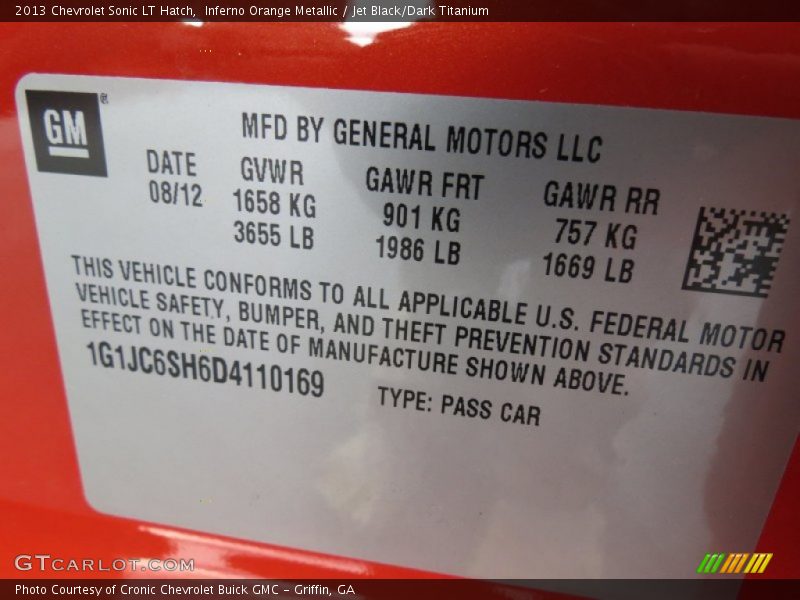 2013 Chevrolet Sonic LT Hatch,  Inferno Orange Metallic / Jet Black/Dark Titanium
GM®
MFD BY GENERAL MOTORS LLC
DATE GVWR GAWR FRT GAWR RR
08/12 1658 KG 901 KG 757 KG
3655 LB 1986 LB 1669 LB
THIS VEHICLE CONFORMS TO ALL APPLICABLE U.S. FEDERAL MOTOR
VEHICLE SAFETY, BUMPER, AND THEFT PREVENTION STANDARDS IN
EFFECT ON THE DATE OF MANUFACTURE SHOWN ABOVE.
1G1JC6SH6D4110169 TYPE: PASS CAR
GTCARLOT.COM
Photo Courtesy of Cronic Chevrolet Buick GMC – Griffin, GA